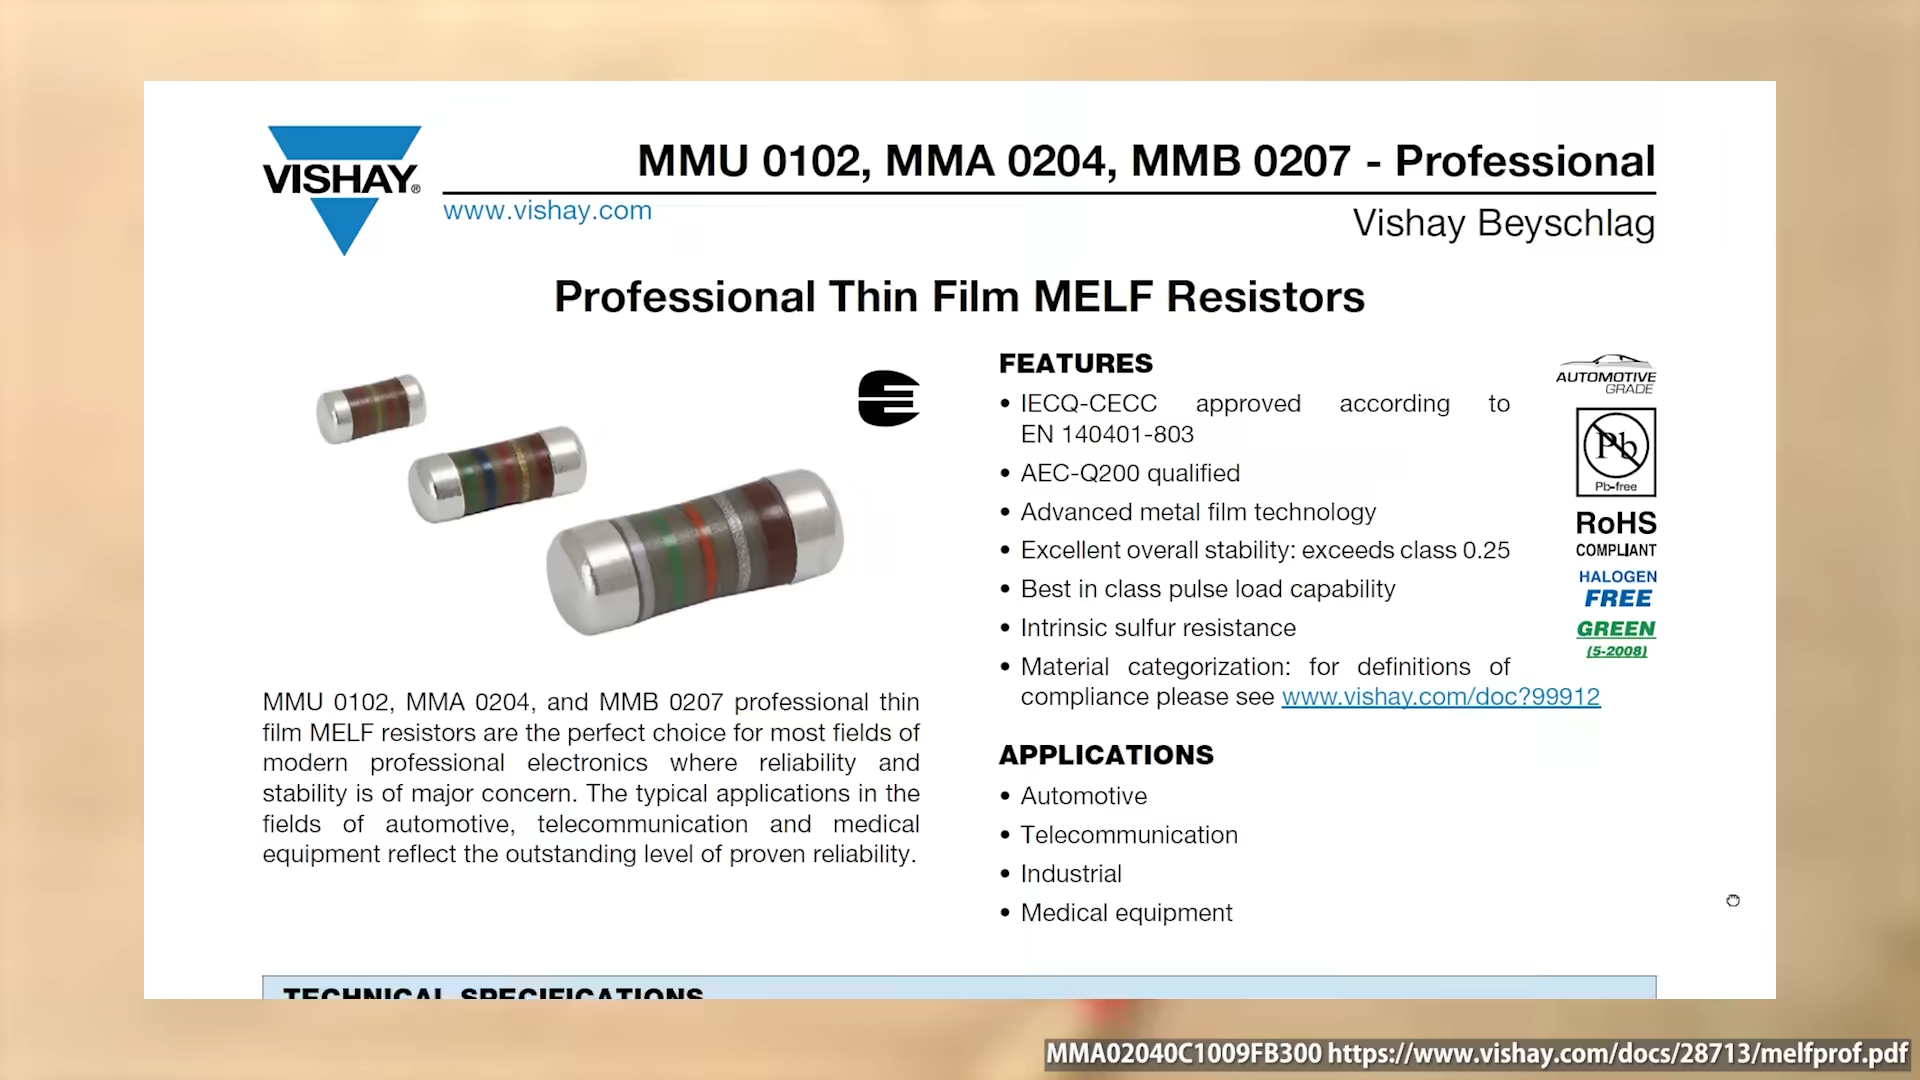 VISHAY®
www.vishay.com
MMU 0102, MMA 0204, MMB 0207 - Professional
Vishay Beyschlag
Professional Thin Film MELF Resistors
MMU 0102, MMA 0204, and MMB 0207 professional thin
film MELF resistors are the perfect choice for most fields of
modern professional electronics where reliability and
stability is of major concern. The typical applications in the
fields of automotive, telecommunication and medical
equipment reflect the outstanding level of proven reliability.
FEATURES
• IECQ-CECC approved according to
EN 140401-803
• AEC-Q200 qualified
• Advanced metal film technology
• Excellent overall stability: exceeds class 0.25
• Best in class pulse load capability
• Intrinsic sulfur resistance
• Material categorization: for definitions of
compliance please see www.vishay.com/doc?99912
AUTOMOTIVE
GRADE
Pb
Pb-free
RoHS
COMPLIANT
HALOGEN
FREE
GREEN
(5-2008)
APPLICATIONS
• Automotive
• Telecommunication
• Industrial
• Medical equipment
TECHNICAL SPECIFICATIONS
MMA02040C1009FB300 https://www.vishay.com/docs/28713/melfprof.pdf